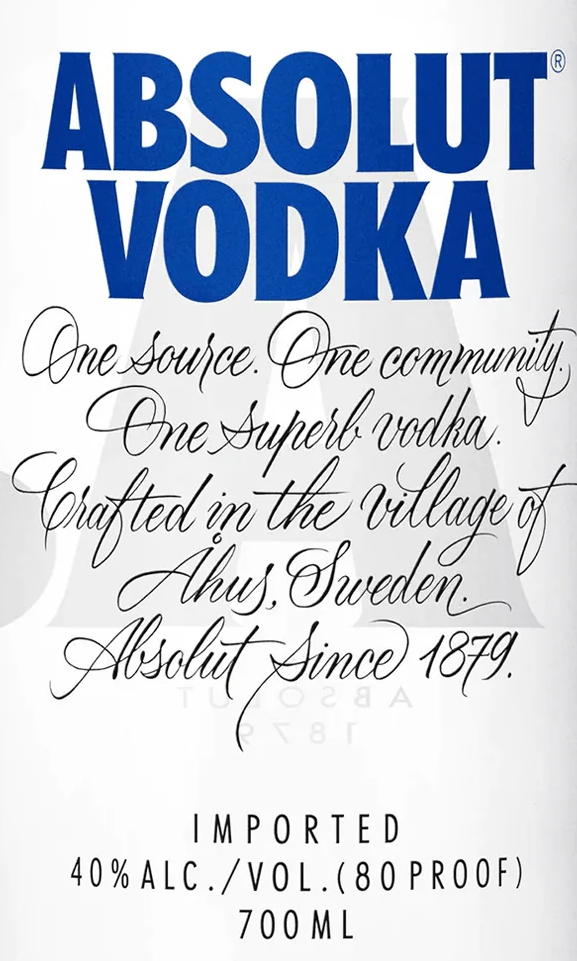 ABSOLUT®
VODKA
One source. One community.
One superb vodka.
Crafted in the village of
Åhus, Sweden.
Absolut Since 1879.
ABSOLUT
1879
IMPORTED
40% ALC./VOL.(80 PROOF)
700 ML